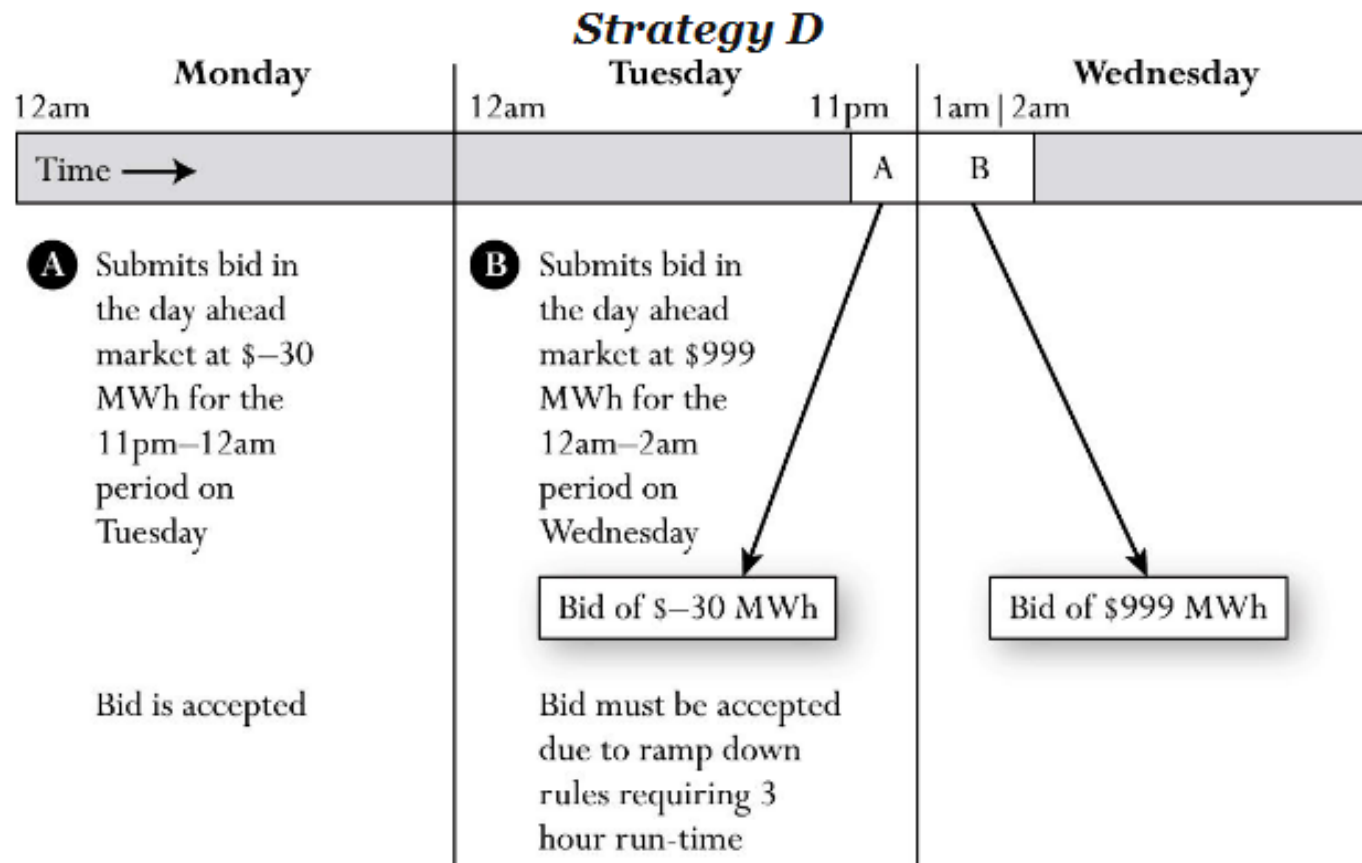 Strategy D
Monday
Tuesday
Wednesday
12am
12am
11pm
1am | 2am
Time
A
B
A
Submits bid in
the day ahead
market at $–30
MWh for the
11pm–12am
period on
Tuesday
B
Submits bid in
the day ahead
market at $999
MWh for the
12am–2am
period on
Wednesday
Bid of $–30 MWh
Bid of $999 MWh
Bid is accepted
Bid must be accepted
due to ramp down
rules requiring 3
hour run-time